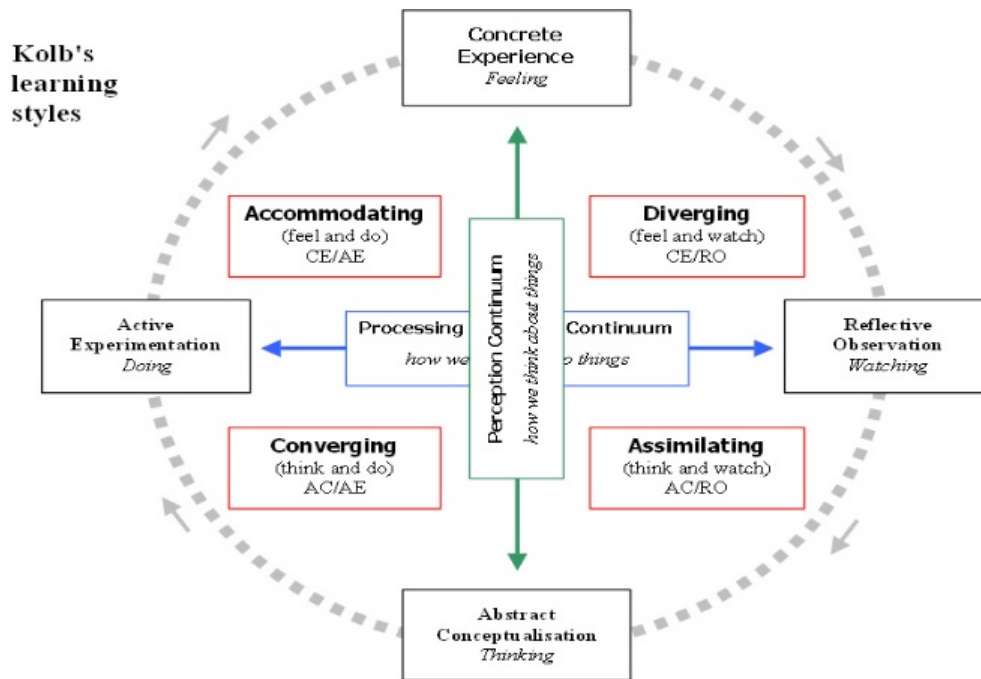 Kolb's
learning
styles
Concrete
Experience
Feeling
Accommodating
(feel and do)
CE/AE
Diverging
(feel and watch)
CE/RO
Active
Experimentation
Doing
Processing Continuum
how we things
Perception Continuum
how we think about things
Reflective
Observation
Watching
Converging
(think and do)
AC/AE
Assimilating
(think and watch)
AC/RO
Abstract
Conceptualisation
Thinking